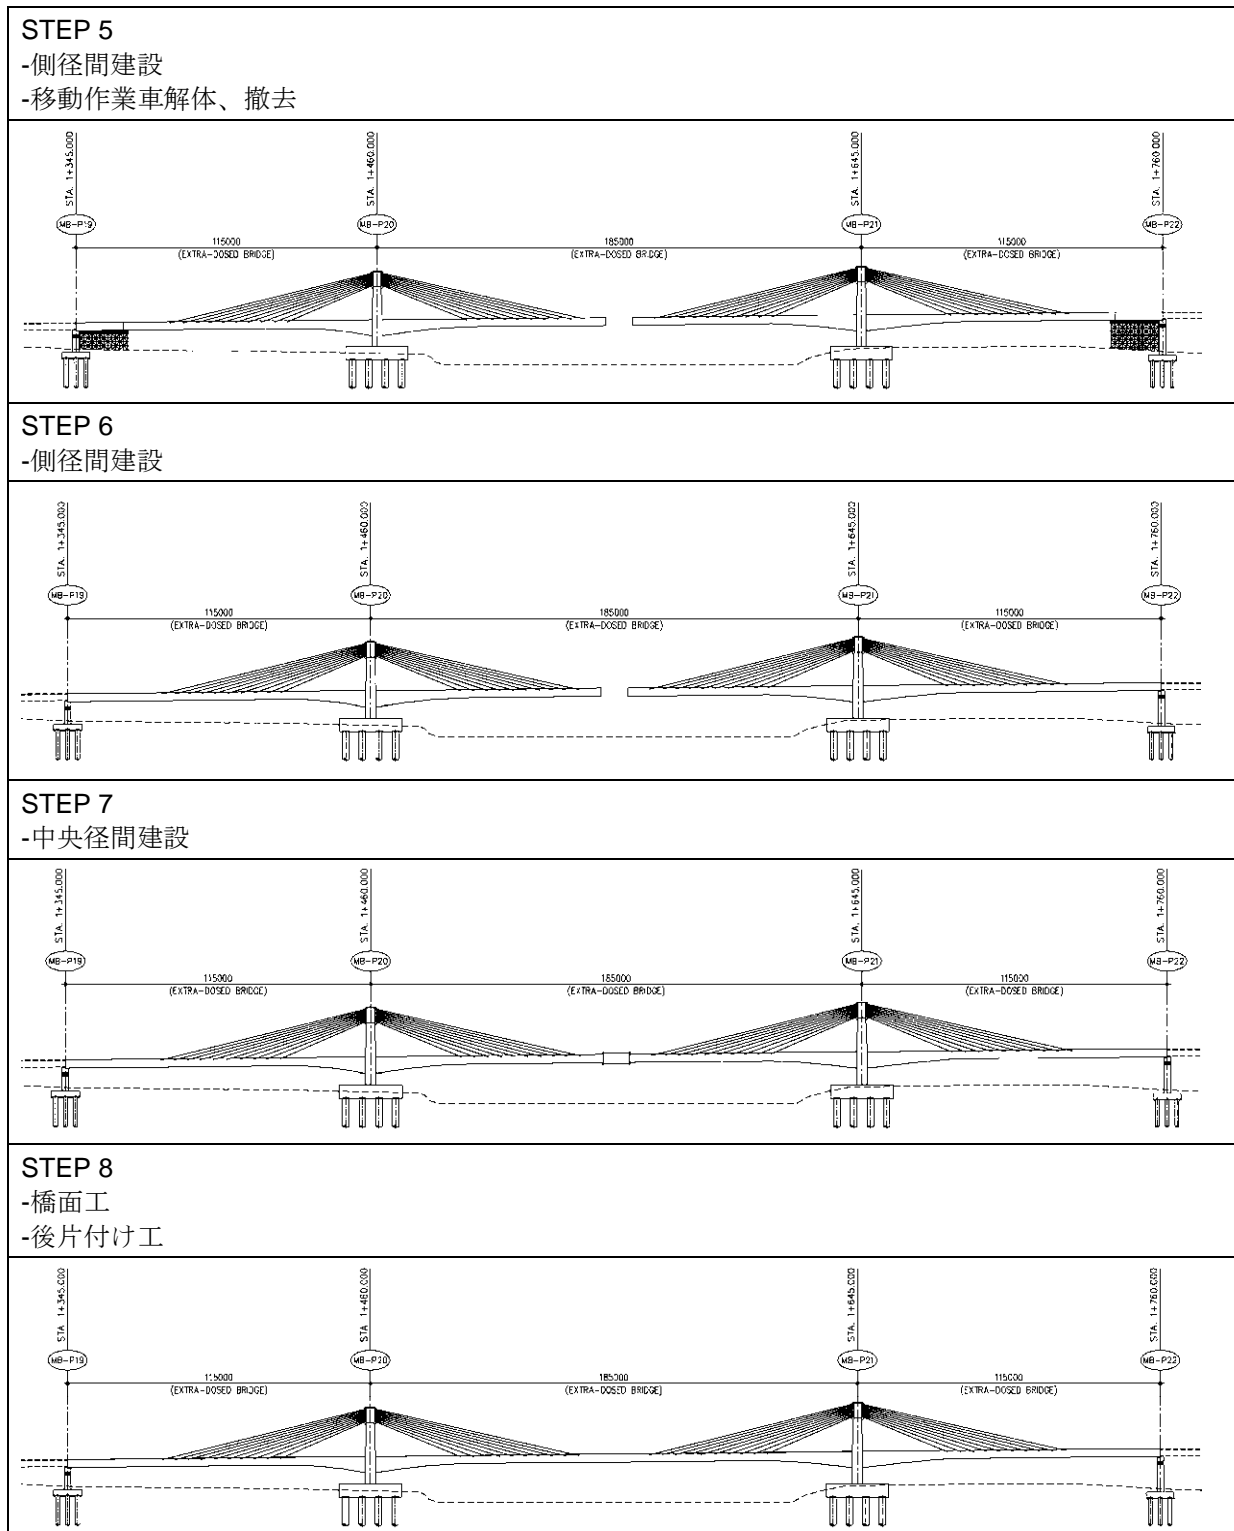 STEP 5
-側径間建設
-移動作業車解体、撤去
STA. 1+345.000
STA. 1+460.000
STA. 1+645.000
STA. 1+760.000
MB-P19
MB-P20
MB-P21
MB-P22
115000
185000
115000
(EXTRA-DOSED BRIDGE)
(EXTRA-DOSED BRIDGE)
(EXTRA-DOSED BRIDGE)
STEP 6
-側径間建設
STA. 1+345.000
STA. 1+460.000
STA. 1+645.000
STA. 1+760.000
MB-P19
MB-P20
MB-P21
MB-P22
115000
185000
115000
(EXTRA-DOSED BRIDGE)
(EXTRA-DOSED BRIDGE)
(EXTRA-DOSED BRIDGE)
STEP 7
-中央径間建設
STA. 1+345.000
STA. 1+460.000
STA. 1+645.000
STA. 1+760.000
MB-P19
MB-P20
MB-P21
MB-P22
115000
185000
115000
(EXTRA-DOSED BRIDGE)
(EXTRA-DOSED BRIDGE)
(EXTRA-DOSED BRIDGE)
STEP 8
-橋面工
-後片付け工
STA. 1+345.000
STA. 1+460.000
STA. 1+645.000
STA. 1+760.000
MB-P19
MB-P20
MB-P21
MB-P22
115000
185000
115000
(EXTRA-DOSED BRIDGE)
(EXTRA-DOSED BRIDGE)
(EXTRA-DOSED BRIDGE)